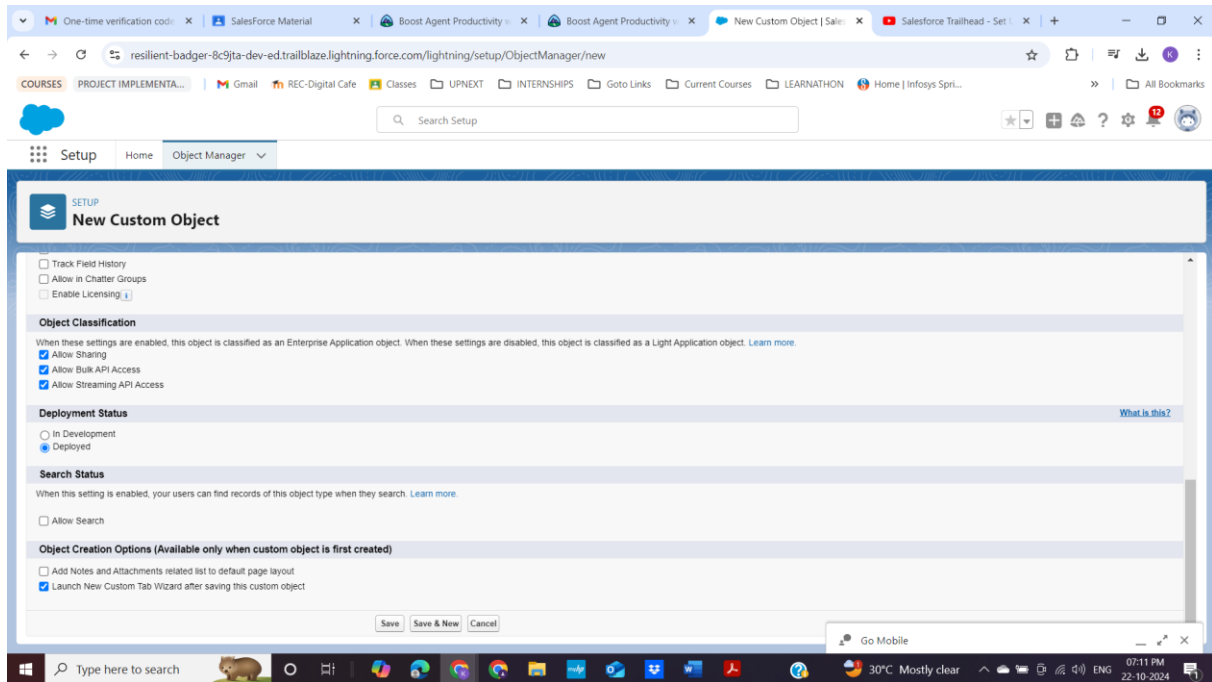 One-time verification code
SalesForce Material
Boost Agent Productivity w
Boost Agent Productivity v
New Custom Object | Sales
Salesforce Trailhead - Set U
resilient-badger-8c9jta-dev-ed.trailblaze.lightning.force.com/lightning/setup/ObjectManager/new
K
COURSES
PROJECT IMPLEMENTA...
Gmail
REC-Digital Cafe
Classes
UPNEXT
INTERNSHIPS
Goto Links
Current Courses
LEARNATHON
Home | Infosys Spri...
»
All Bookmarks
Search Setup
12
Setup
Home
Object Manager
SETUP
New Custom Object
Track Field History
Allow in Chatter Groups
Enable Licensing i
Object Classification
When these settings are enabled, this object is classified as an Enterprise Application object. When these settings are disabled, this object is classified as a Light Application object. Learn more.
Allow Sharing
Allow Bulk API Access
Allow Streaming API Access
Deployment Status
What is this?
In Development
Deployed
Search Status
When this setting is enabled, your users can find records of this object type when they search. Learn more.
Allow Search
Object Creation Options (Available only when custom object is first created)
Add Notes and Attachments related list to default page layout
Launch New Custom Tab Wizard after saving this custom object
Save
Save & New
Cancel
Go Mobile
Type here to search
30°C Mostly clear
ENG
07:11 PM
22-10-2024